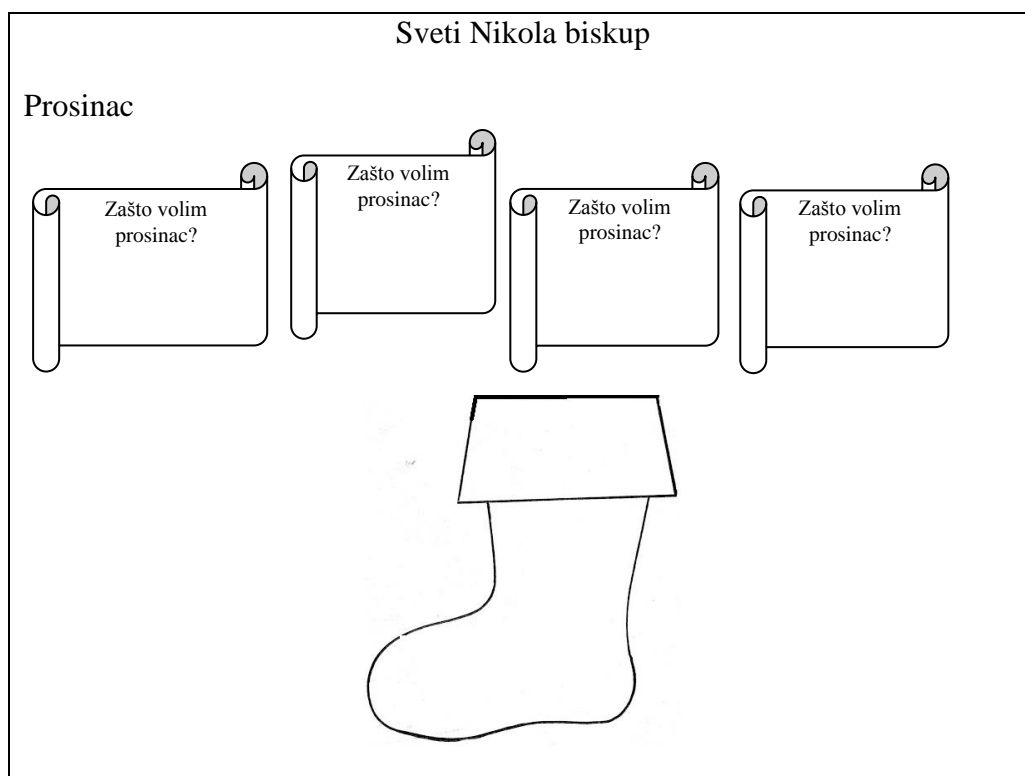 Sveti Nikola biskup
Prosinac
Zašto volim
prosinac?
Zašto volim
prosinac?
Zašto volim
prosinac?
Zašto volim
prosinac?